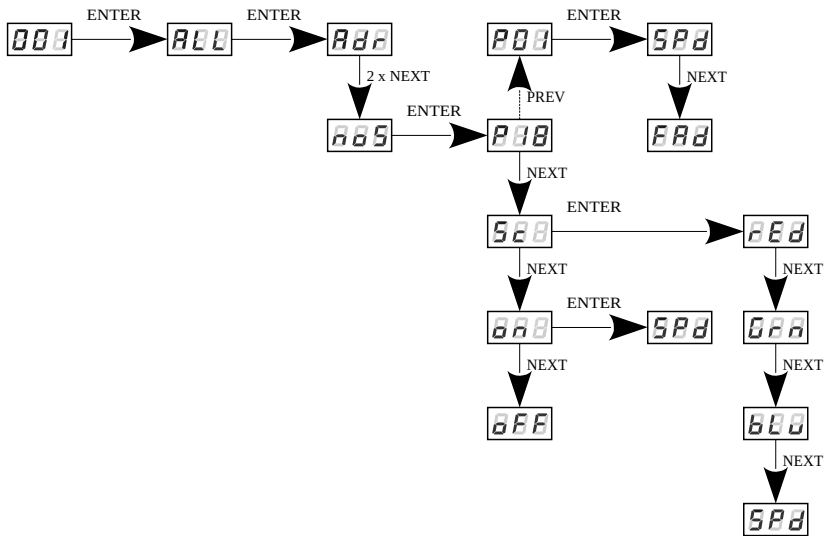 ENTER
ENTER
ENTER
001
ALL
Adr
P01
SPd
2 x NEXT
NEXT
PREV
ENTER
noS
P18
FAd
NEXT
ENTER
Sc
rEd
NEXT
NEXT
ENTER
on
SPd
Grn
NEXT
NEXT
oFF
bLu
NEXT
SPd